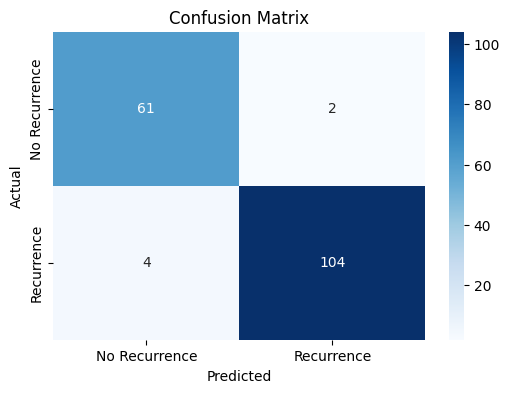 Confusion Matrix
Actual
No Recurrence
Recurrence
61
2
4
104
No Recurrence
Recurrence
Predicted
100
80
60
40
20